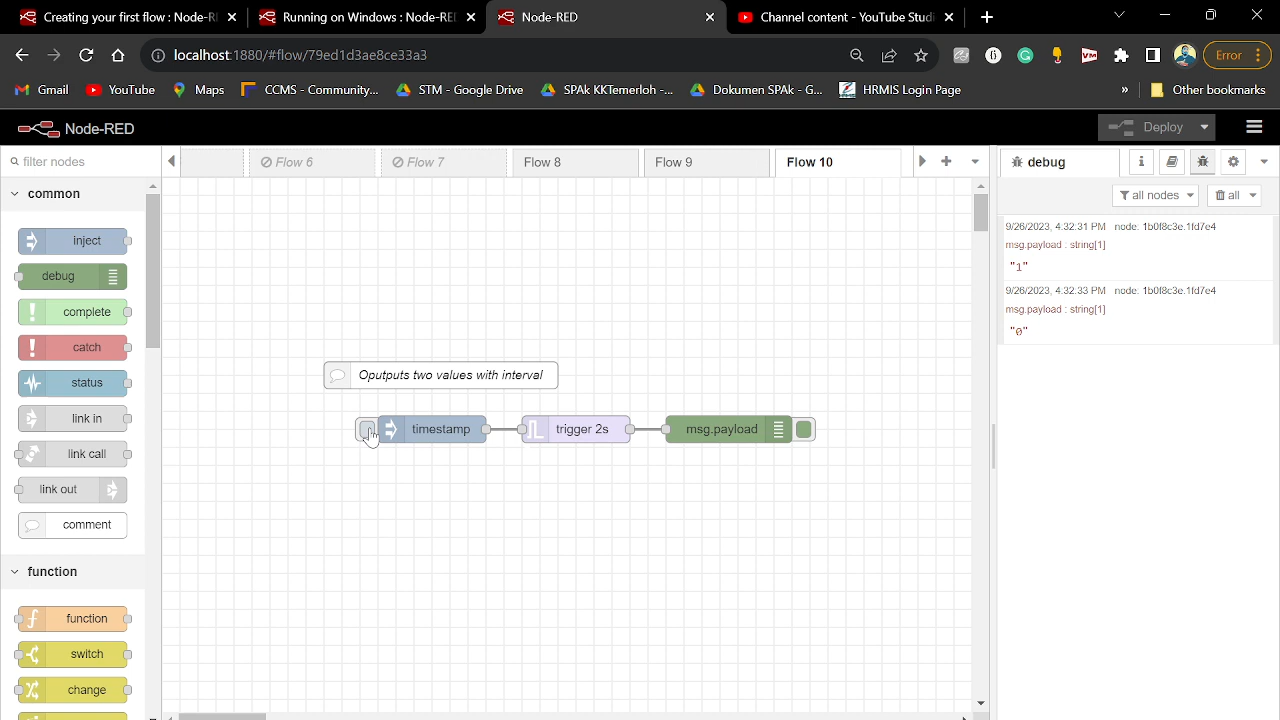 Creating your first flow : Node-R
Running on Windows : Node-RE
Node-RED
Channel content - YouTube Studi
localhost:1880/#flow/79ed1d3ae8ce33a3
Error
Gmail
YouTube
Maps
CCMS - Community...
STM - Google Drive
SPAk KKTemerloh -...
Dokumen SPAk - G...
HRMIS Login Page
»
Other bookmarks
Node-RED
Deploy
filter nodes
Flow 6
Flow 7
Flow 8
Flow 9
Flow 10
debug
all nodes
all
common
inject
debug
complete
catch
status
link in
link call
link out
comment
function
function
switch
change
Oputputs two values with interval
timestamp
trigger 2s
msg.payload
9/26/2023, 4:32:31 PM node: 1b0f8c3e.1fd7e4
msg.payload : string[1]
"1"
9/26/2023, 4:32:33 PM node: 1b0f8c3e.1fd7e4
msg.payload : string[1]
"0"